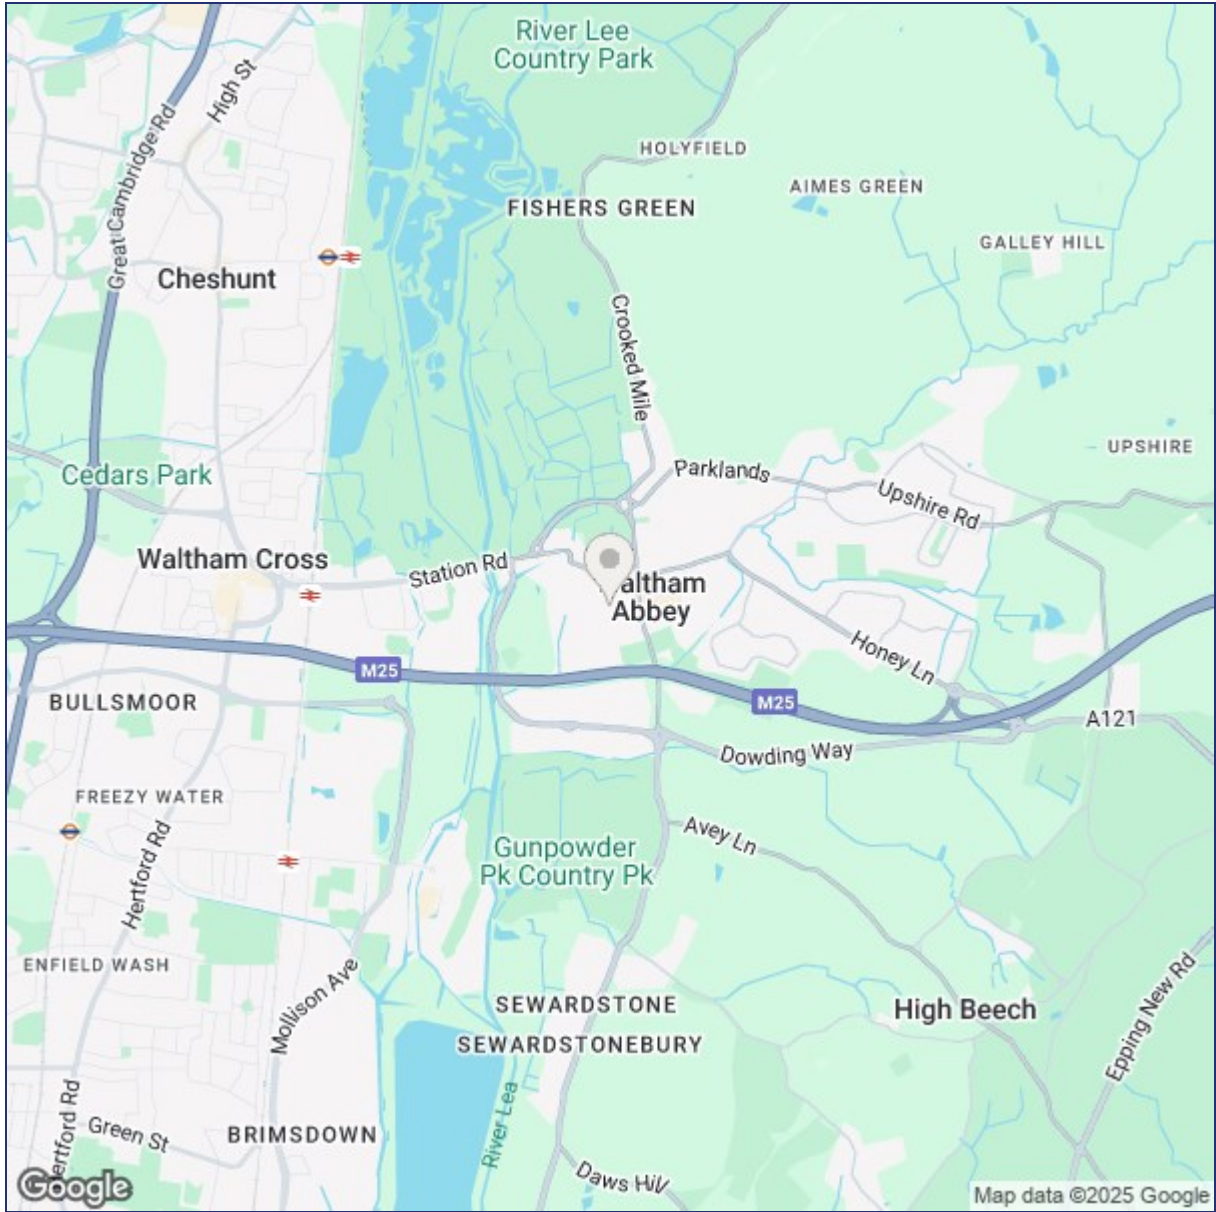 River Lee
Country Park
High St
Great Cambridge Rd
HOLYFIELD
AIMES GREEN
FISHERS GREEN
GALLEY HILL
Cheshunt
Crooked Mile
UPSHIRE
Cedars Park
Parklands
Upshire Rd
Waltham Cross
Station Rd
altham
Abbey
Honey Ln
M25
M25
BULLSMOOR
A121
Dowding Way
FREEZY WATER
Hertford Rd
Avey Ln
Gunpowder
Pk Country Pk
ENFIELD WASH
Mollison Ave
SEWARDSTONE
High Beech
Epping New Rd
SEWARDSTONEBURY
Hertford Rd
River Lea
Green St
BRIMSDOWN
Daws Hil
Google
Map data ©2025 Google